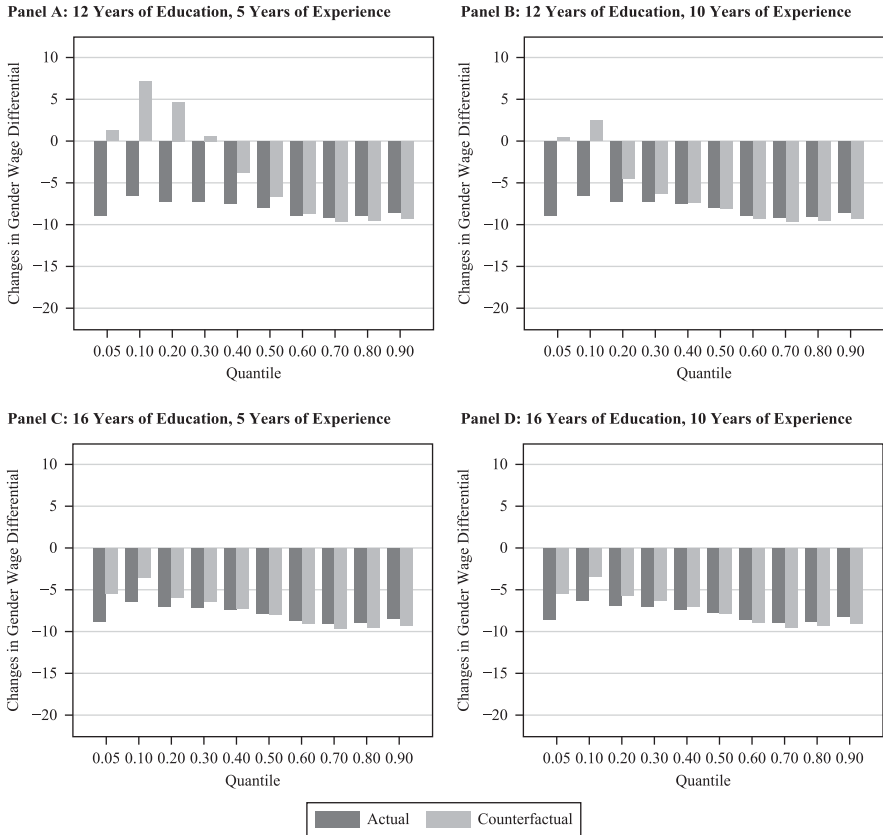 Panel A: 12 Years of Education, 5 Years of Experience
Changes in Gender Wage Differential
10
5
0
−5
−10
−15
−20
0.05 0.10 0.20 0.30 0.40 0.50 0.60 0.70 0.80 0.90
Quantile
Panel B: 12 Years of Education, 10 Years of Experience
Changes in Gender Wage Differential
10
5
0
−5
−10
−15
−20
0.05 0.10 0.20 0.30 0.40 0.50 0.60 0.70 0.80 0.90
Quantile
Panel C: 16 Years of Education, 5 Years of Experience
Changes in Gender Wage Differential
10
5
0
−5
−10
−15
−20
0.05 0.10 0.20 0.30 0.40 0.50 0.60 0.70 0.80 0.90
Quantile
Panel D: 16 Years of Education, 10 Years of Experience
Changes in Gender Wage Differential
10
5
0
−5
−10
−15
−20
0.05 0.10 0.20 0.30 0.40 0.50 0.60 0.70 0.80 0.90
Quantile
Actual Counterfactual